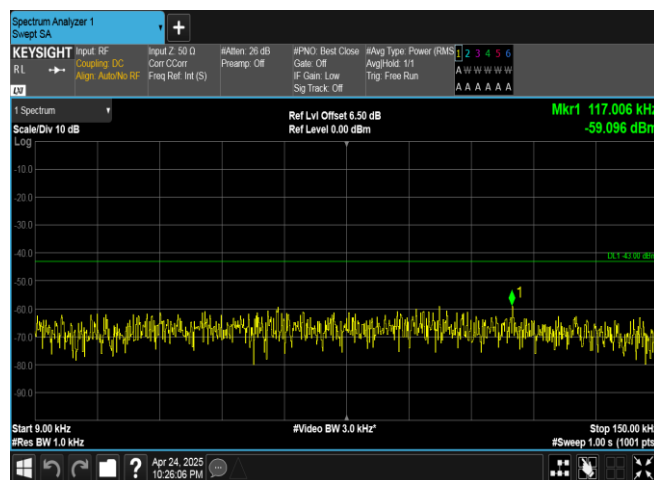 Spectrum Analyzer 1
Swept SA
+
KEYSIGHT
RL
LXI
Input: RF
Coupling: DC
Align: Auto/No RF
Input Z: 50 Ω
Corr CCorr
Freq Ref: Int (S)
#Atten: 26 dB
Preamp: Off
#PNO: Best Close
Gate: Off
IF Gain: Low
Sig Track: Off
#Avg Type: Power (RMS
Avg|Hold: 1/1
Trig: Free Run
1 2 3 4 5 6
A W W W W W
A A A A A A
1 Spectrum
Scale/Div 10 dB
Log
Ref Lvl Offset 6.50 dB
Ref Level 0.00 dBm
Mkr1 117.006 kHz
-59.096 dBm
-10.0
-20.0
-30.0
-40.0
DL1 -43.00 dBm
-50.0
1
-60.0
-70.0
-80.0
-90.0
Start 9.00 kHz
#Res BW 1.0 kHz
#Video BW 3.0 kHz*
Stop 150.00 kHz
#Sweep 1.00 s (1001 pts
?
Apr 24, 2025
10:26:06 PM